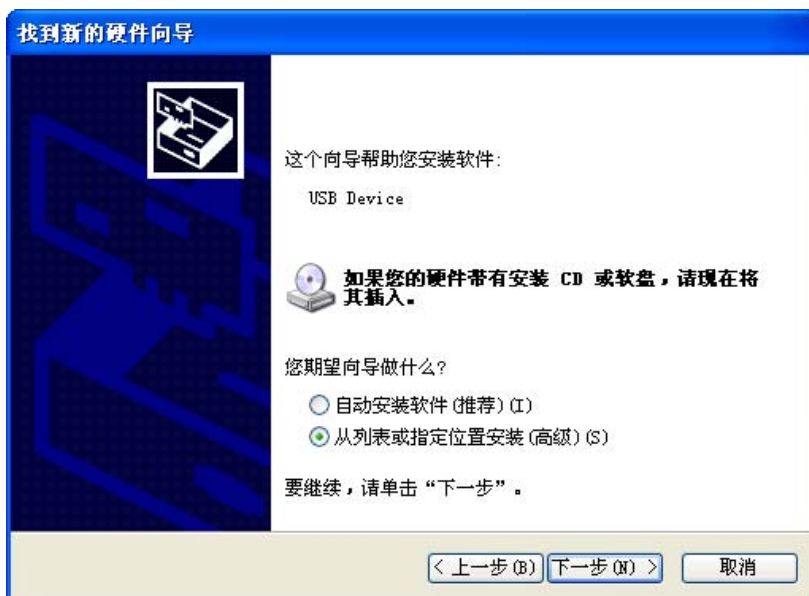 找到新的硬件向导
这个向导帮助您安装软件:
USB Device
如果您的硬件带有安装 CD 或软盘，请现在将
其插入。
您期望向导做什么?
自动安装软件(推荐)(I)
从列表或指定位置安装(高级)(S)
要继续，请单击“下一步”。
< 上一步(B) 下一步(N) > 取消